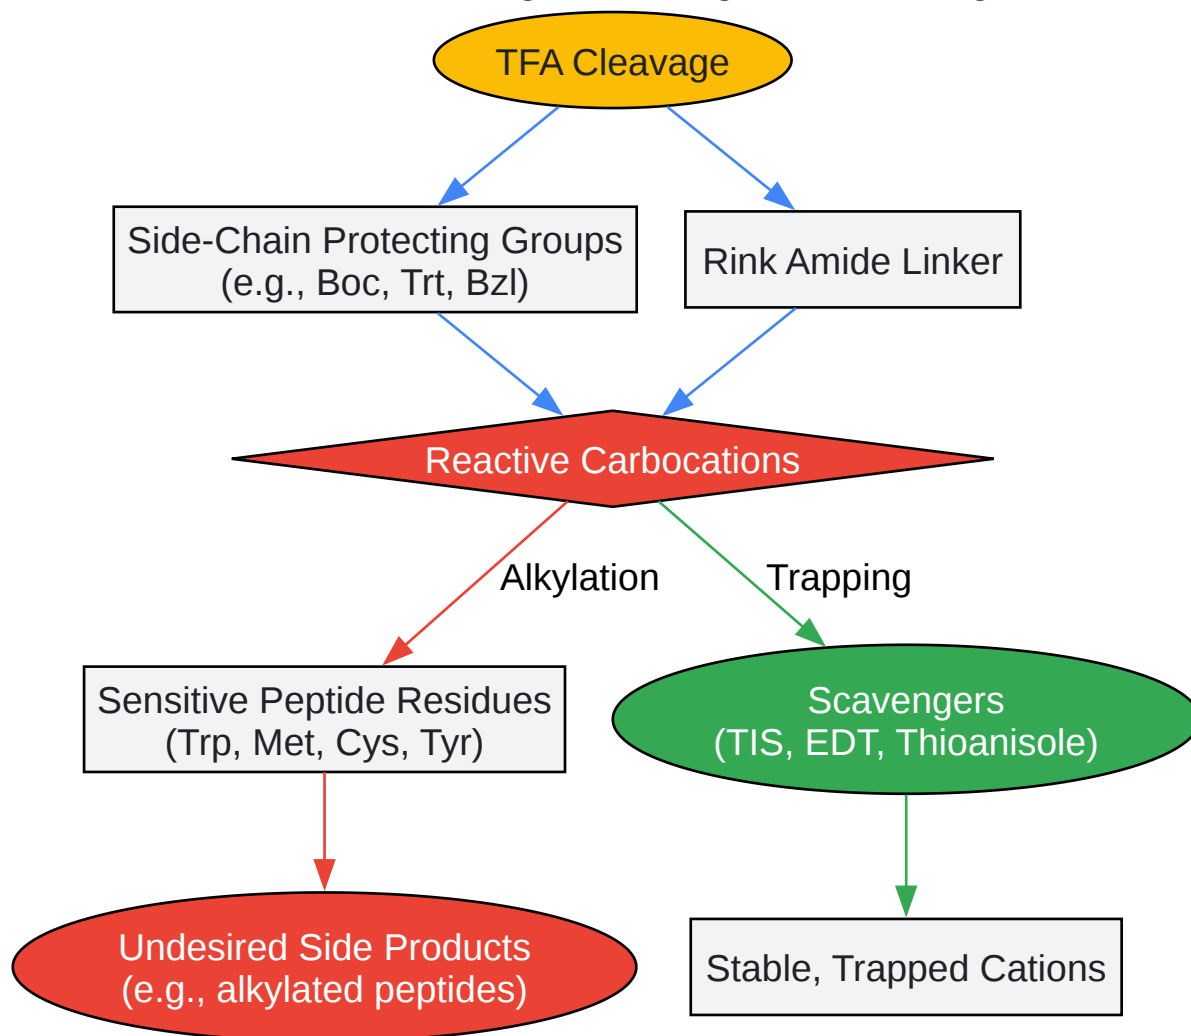 TFA Cleavage
Side-Chain Protecting Groups
(e.g., Boc, Trt, Bzl)
Rink Amide Linker
Reactive Carbocations
Alkylation
Trapping
Sensitive Peptide Residues
(Trp, Met, Cys, Tyr)
Scavengers
(TIS, EDT, Thioanisole)
Undesired Side Products
(e.g., alkylated peptides)
Stable, Trapped Cations